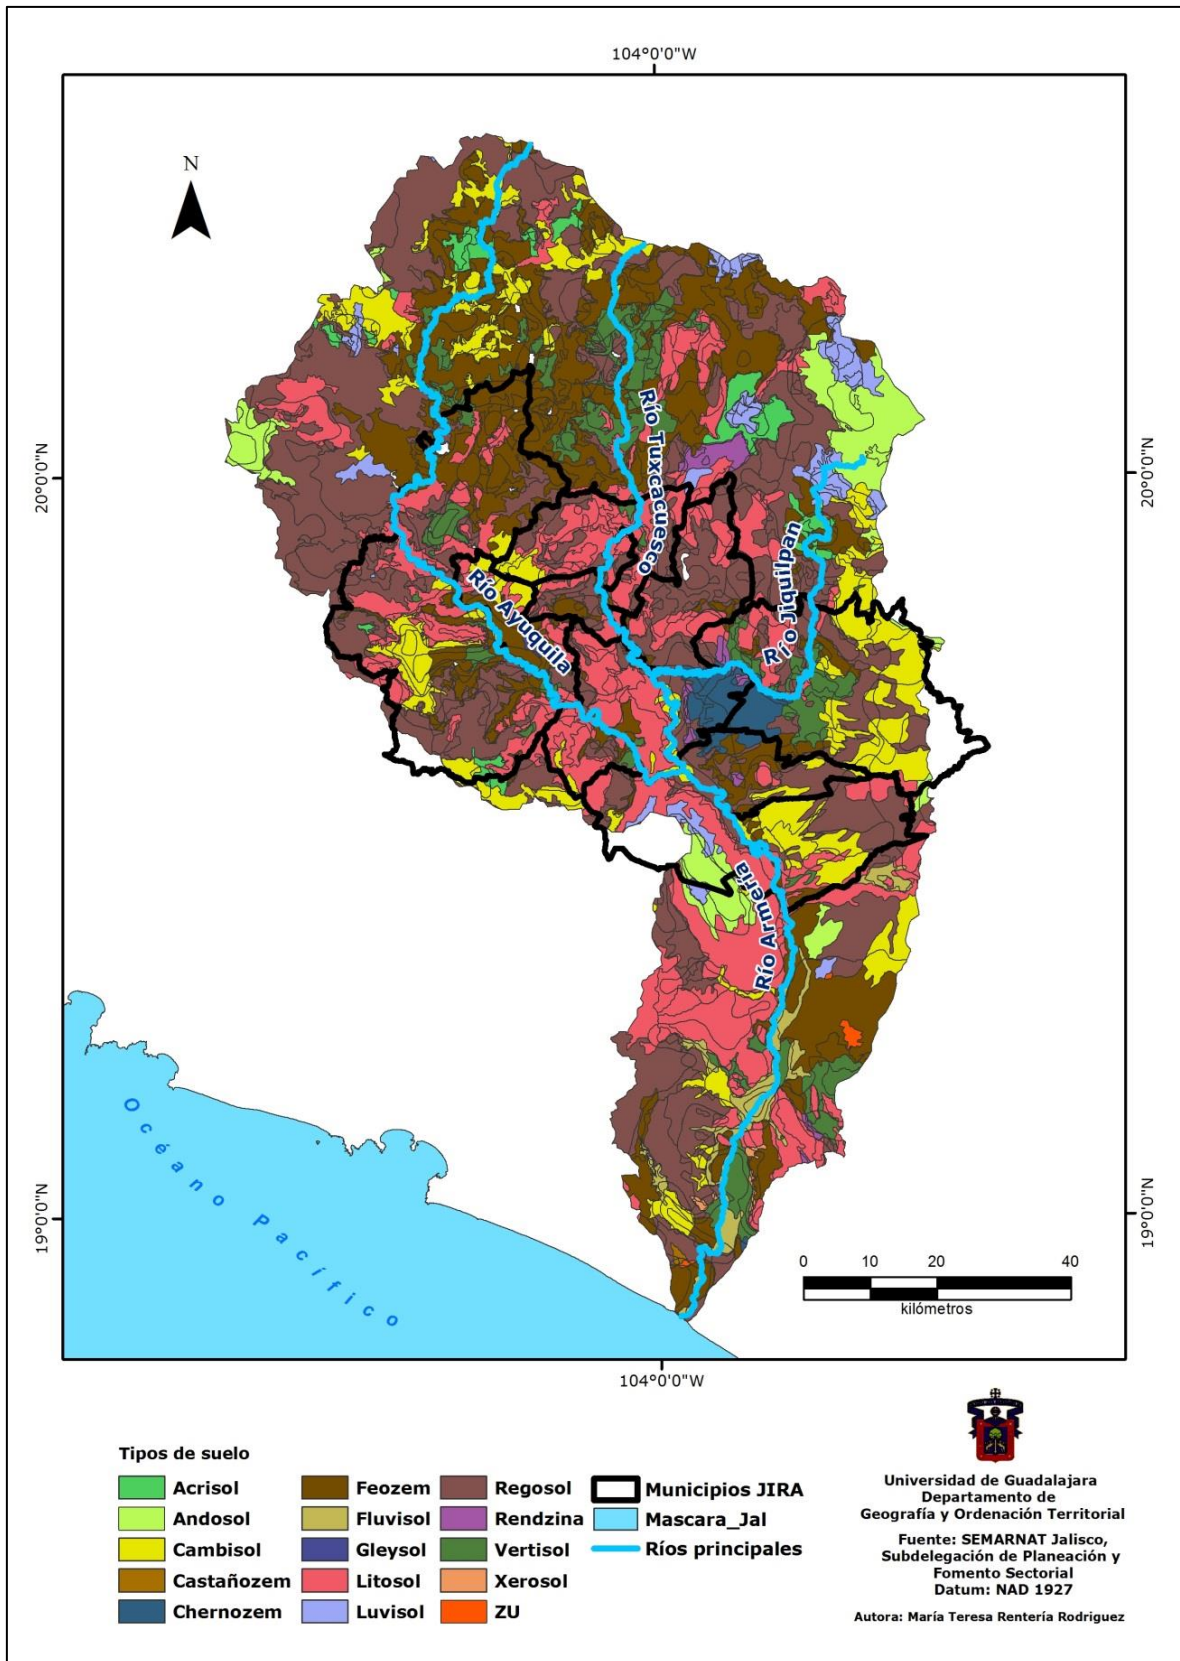 104°0'0"W
N
20°0'0"N
20°0'0"N
Río Tuxcacuesco
Río Jiquilpan
Río Ayuquila
Río Armería
Océano Pacífico
19°0'0"N
19°0'0"N
0 10 20 40
kilómetros
104°0'0"W
Tipos de suelo
Acrisol
Andosol
Cambisol
Castañozem
Chernozem
Feozem
Fluvisol
Gleysol
Litosol
Luvisol
Regosol
Rendzina
Vertisol
Xerosol
ZU
Municipios JIRA
Mascara_Jal
Ríos principales
Universidad de Guadalajara
Departamento de
Geografía y Ordenación Territorial
Fuente: SEMARNAT Jalisco,
Subdelegación de Planeación y
Fomento Sectorial
Datum: NAD 1927
Autora: María Teresa Rentería Rodriguez